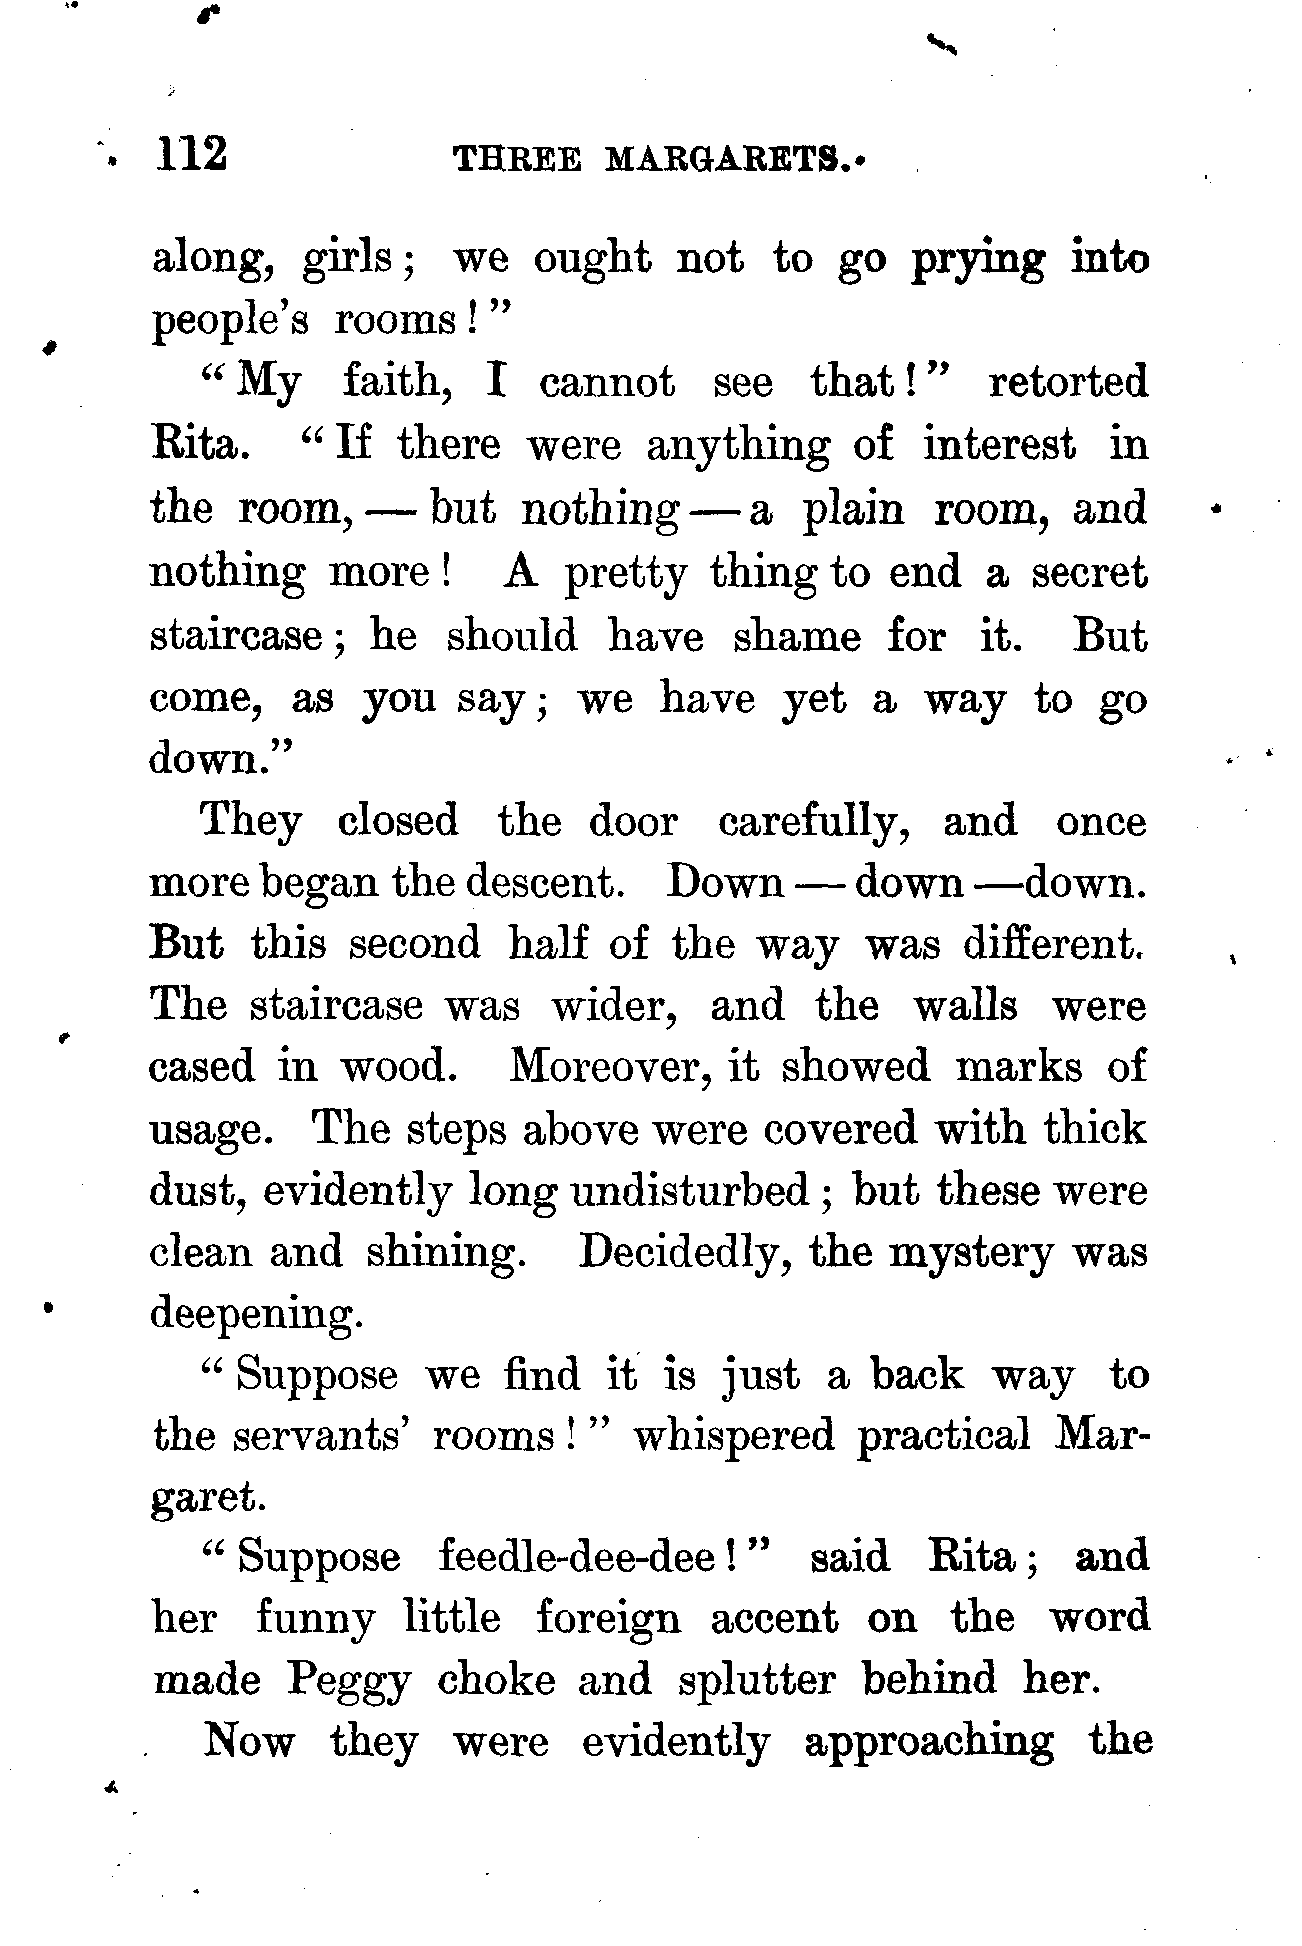 112 THREE MARGARETS.
along, girls; we ought not to go prying into
people's rooms!"
"My faith, I cannot see that!" retorted
Rita. "If there were anything of interest in
the room, — but nothing — a plain room, and
nothing more! A pretty thing to end a secret
staircase; he should have shame for it. But
come, as you say; we have yet a way to go
down."
They closed the door carefully, and once
more began the descent. Down — down —down.
But this second half of the way was different.
The staircase was wider, and the walls were
cased in wood. Moreover, it showed marks of
usage. The steps above were covered with thick
dust, evidently long undisturbed; but these were
clean and shining. Decidedly, the mystery was
deepening.
"Suppose we find it is just a back way to
the servants' rooms!" whispered practical Mar-
garet.
"Suppose feedle-dee-dee!" said Rita; and
her funny little foreign accent on the word
made Peggy choke and splutter behind her.
Now they were evidently approaching the